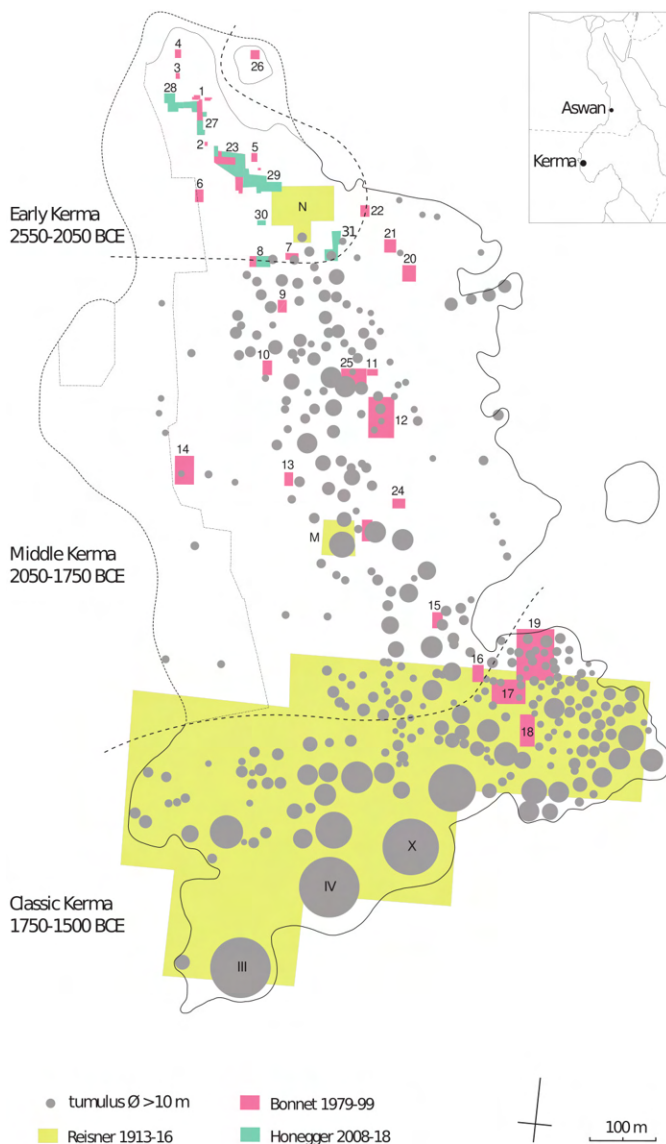 4
26
3
28
1
27
Aswan
Kerma
2
23
5
29
6
N
22
Early Kerma
2550-2050 BCE
30
31
21
8
7
20
9
10
25
11
12
14
13
24
M
Middle Kerma
2050-1750 BCE
15
19
16
17
18
X
IV
Classic Kerma
1750-1500 BCE
III
tumulus Ø >10 m
Bonnet 1979-99
Reisner 1913-16
Honegger 2008-18
100 m